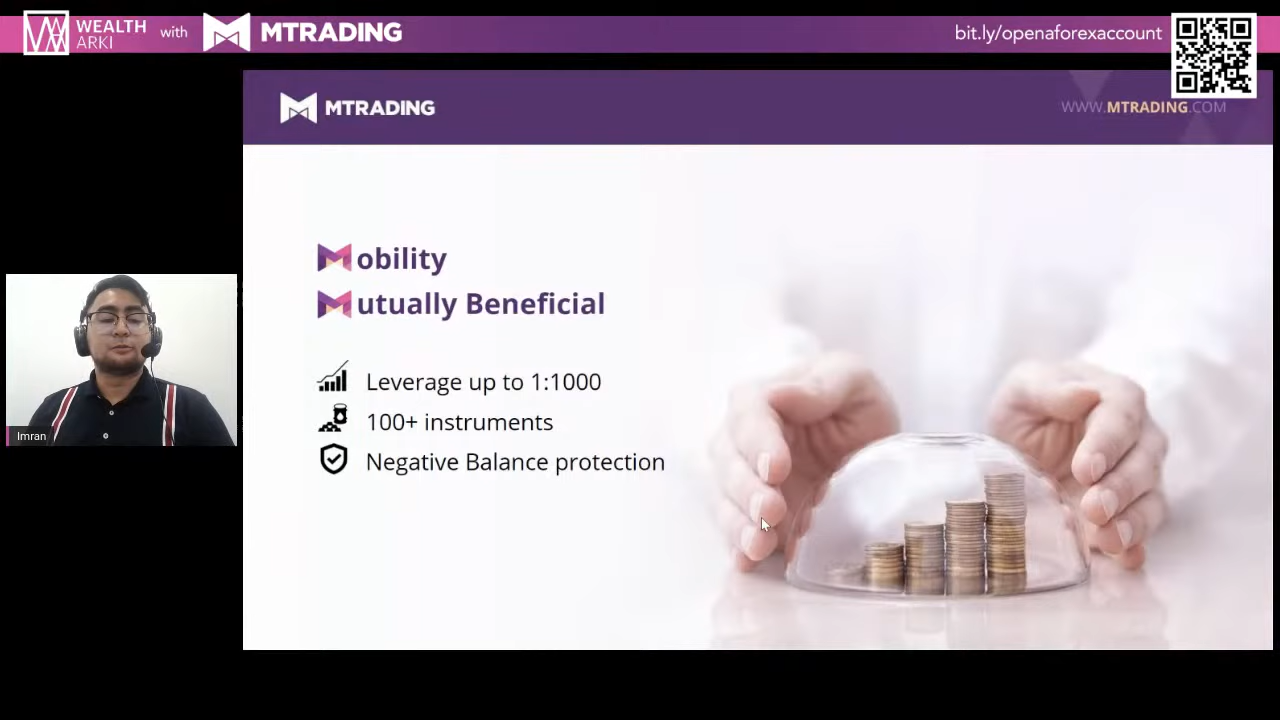 WEALTH
ARKI
with
MTRADING
bit.ly/openaforexaccount
MTRADING
WWW.MTRADING.COM
Mobility
Mutually Beneficial
Leverage up to 1:1000
100+ instruments
Negative Balance protection
Imran